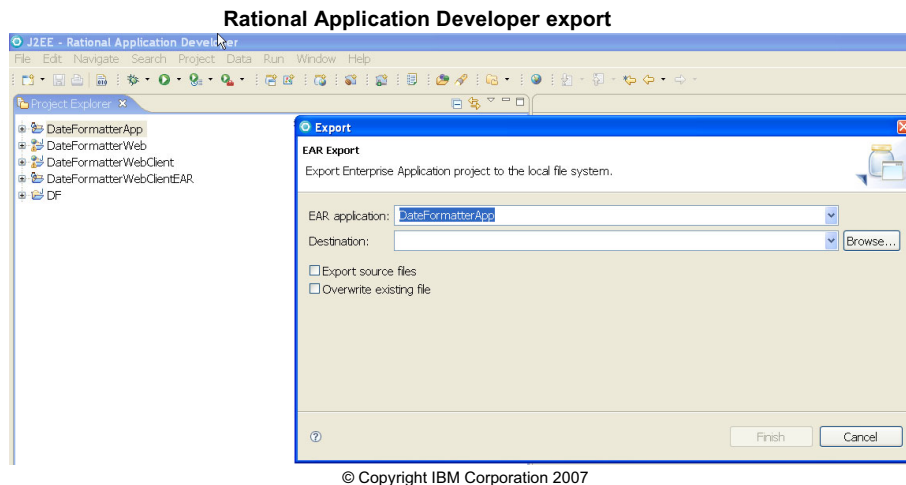 Rational Application Developer export
J2EE - Rational Application Developer
File Edit Navigate Search Project Data Run Window Help
Project Explorer
DateFormatterApp
DateFormatterWeb
DateFormatterWebClient
DateFormatterWebClientEAR
DF
Export
EAR Export
Export Enterprise Application project to the local file system.
EAR application: DateFormatterApp
Destination: Browse...
Export source files
Overwrite existing file
Finish Cancel
© Copyright IBM Corporation 2007